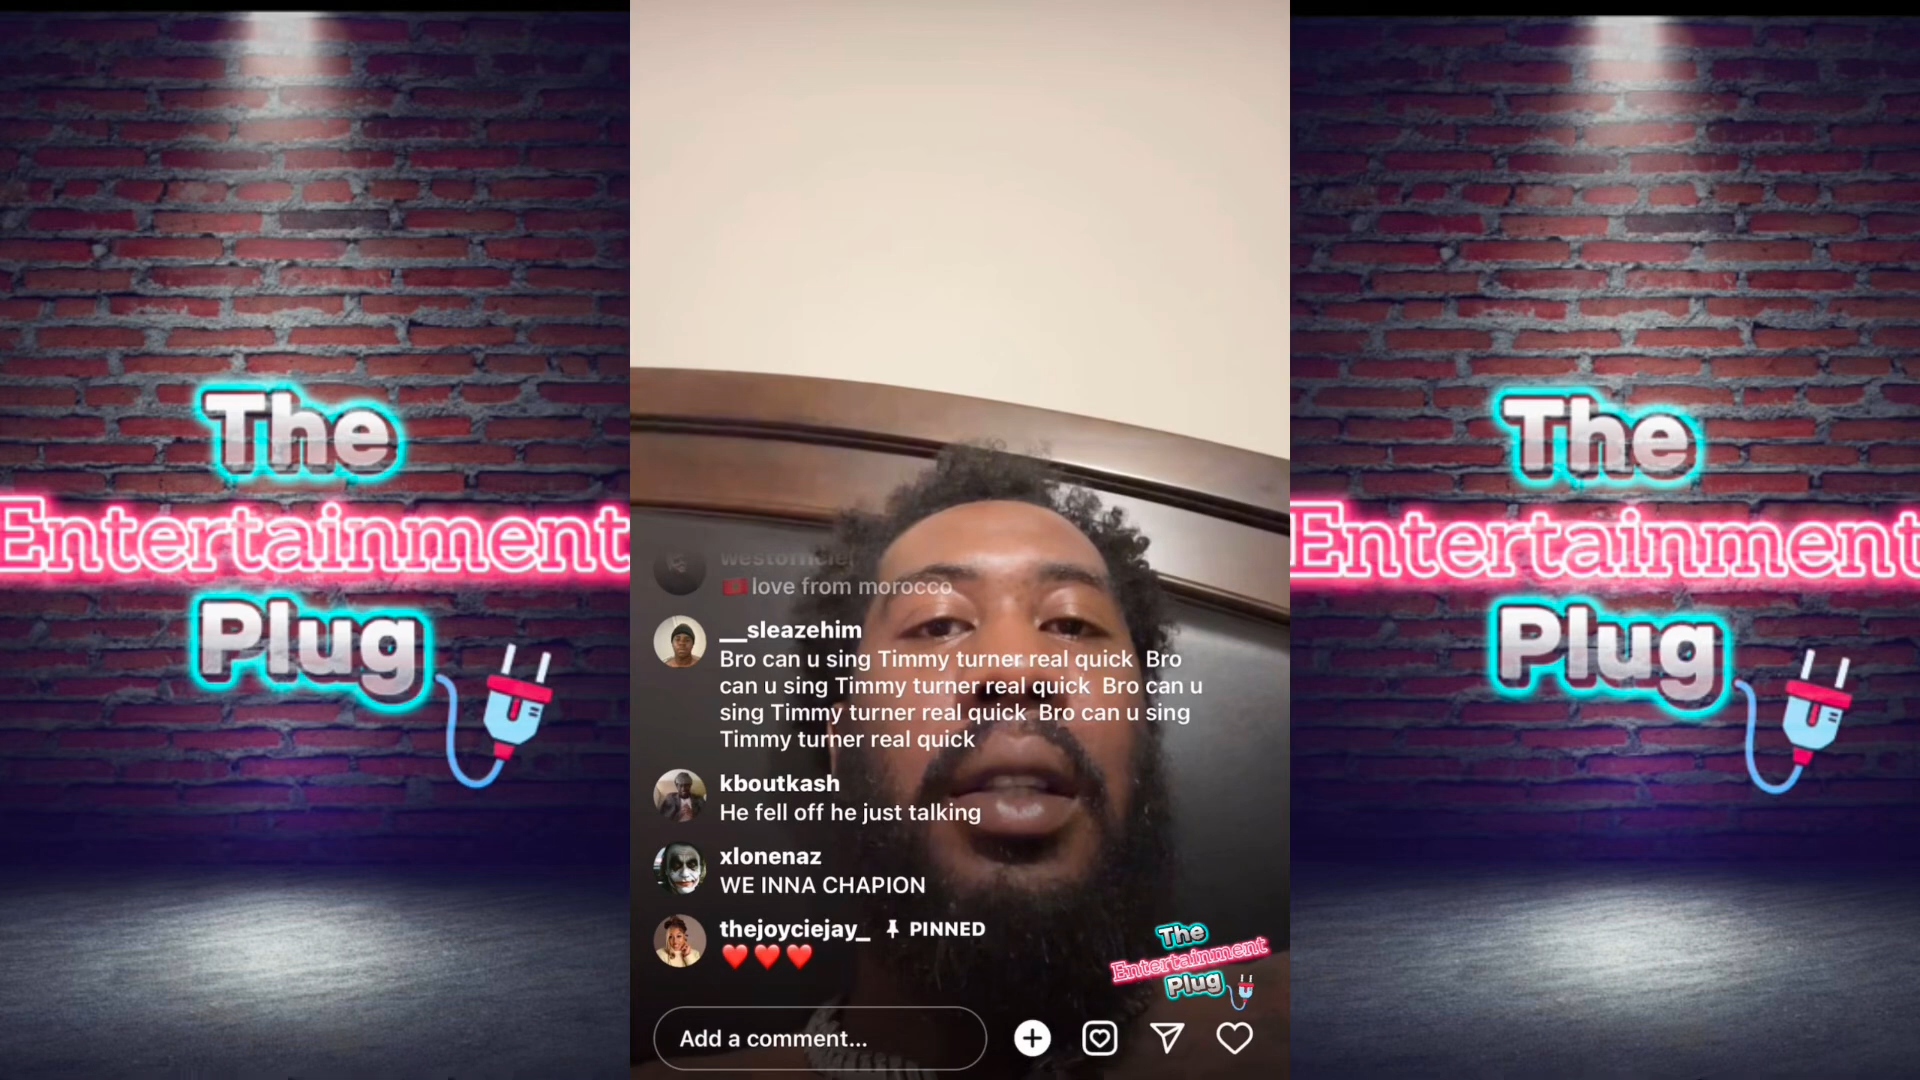 The
Entertainment
Plug
westofficiel
🇲🇦 love from morocco
__sleazehim
Bro can u sing Timmy turner real quick Bro
can u sing Timmy turner real quick Bro can u
sing Timmy turner real quick Bro can u sing
Timmy turner real quick
kboutkash
He fell off he just talking
xlonenaz
WE INNA CHAPION
thejoyciejay_ PINNED
❤️❤️❤️
The
Entertainment
Plug
Add a comment...
The
Entertainment
Plug